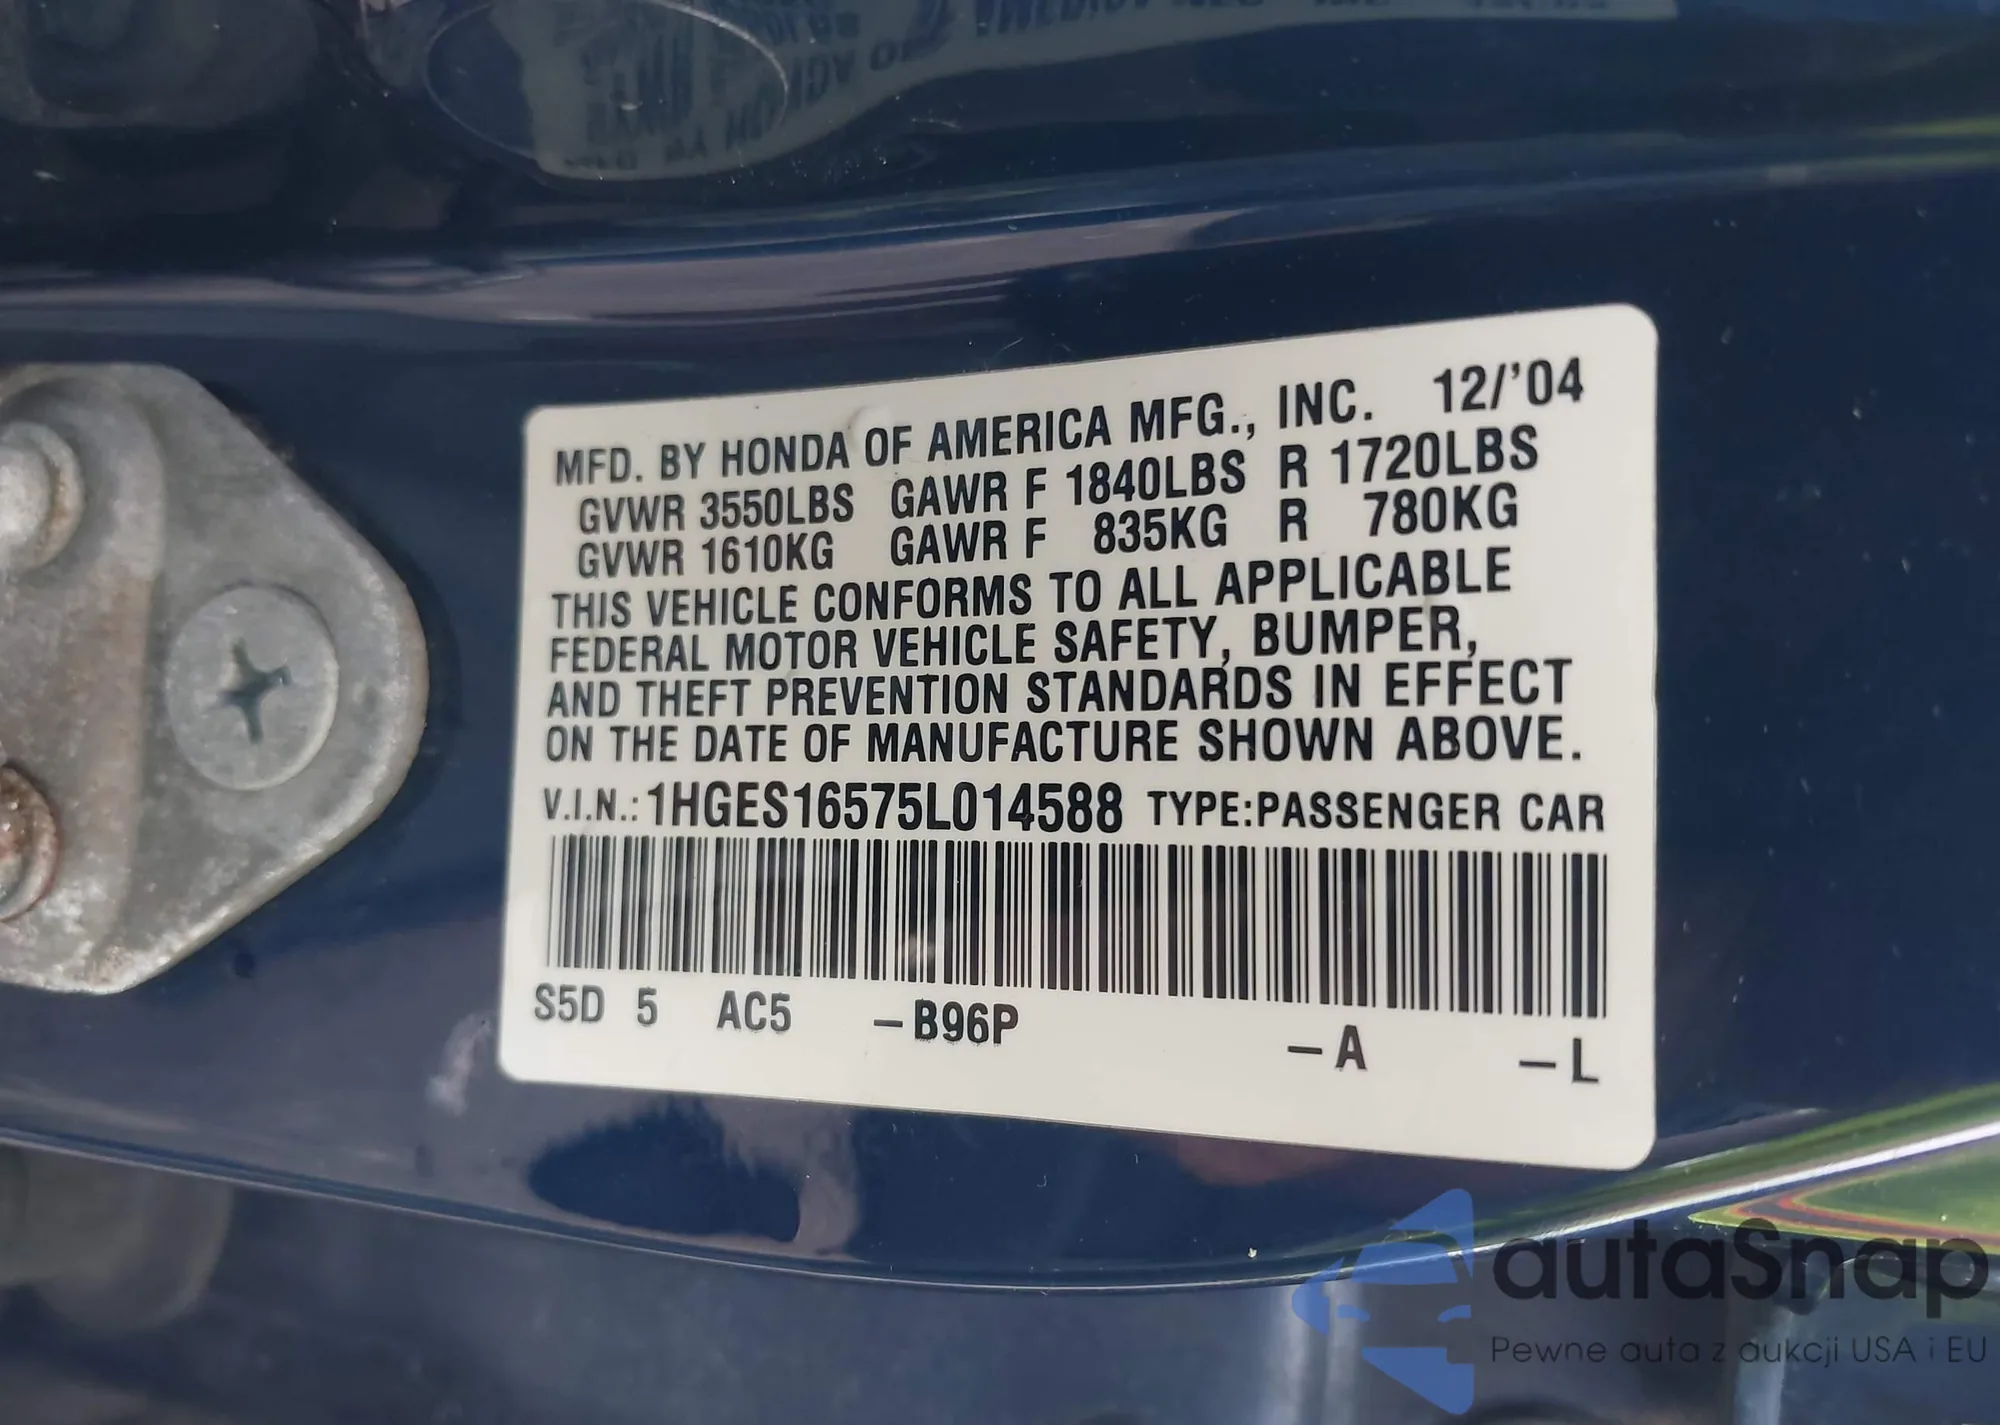 MFD. BY HONDA OF AMERICA MFG., INC. 12/'04
GVWR 3550LBS GAWR F 1840LBS R 1720LBS
GVWR 1610KG GAWR F 835KG R 780KG
THIS VEHICLE CONFORMS TO ALL APPLICABLE
FEDERAL MOTOR VEHICLE SAFETY, BUMPER,
AND THEFT PREVENTION STANDARDS IN EFFECT
ON THE DATE OF MANUFACTURE SHOWN ABOVE.
V.I.N.: 1HGES16575L014588 TYPE:PASSENGER CAR
S5D 5 AC5 –B96P –A –L
autaSnap
Pewne auta z aukcji USA i EU